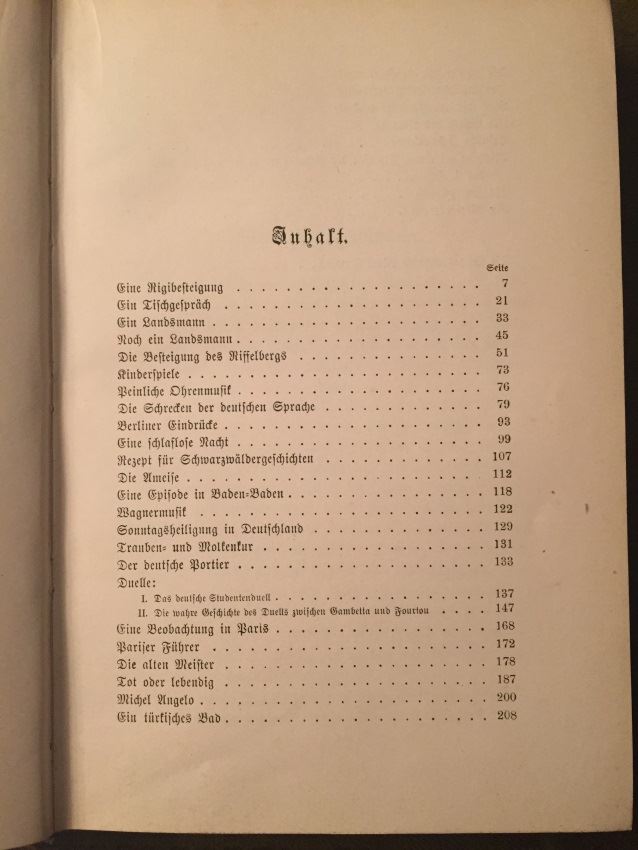 Inhalt.
Seite
Eine Rigibesteigung . . . . . . . . . . . . . . . . . . . . 7
Ein Tischgespräch . . . . . . . . . . . . . . . . . . . . . 21
Ein Landsmann . . . . . . . . . . . . . . . . . . . . . . 33
Noch ein Landsmann . . . . . . . . . . . . . . . . . . . . 45
Die Besteigung des Riffelbergs . . . . . . . . . . . . . . . 51
Kinderspiele . . . . . . . . . . . . . . . . . . . . . . . . 73
Peinliche Ohrenmusik . . . . . . . . . . . . . . . . . . . . 76
Die Schrecken der deutschen Sprache . . . . . . . . . . . . . 79
Berliner Eindrücke . . . . . . . . . . . . . . . . . . . . . 93
Eine schlaflose Nacht . . . . . . . . . . . . . . . . . . . . 99
Rezept für Schwarzwäldergeschichten . . . . . . . . . . . . . 107
Die Ameise . . . . . . . . . . . . . . . . . . . . . . . . 112
Eine Episode in Baden-Baden . . . . . . . . . . . . . . . . 118
Wagnermusik . . . . . . . . . . . . . . . . . . . . . . . 122
Sonntagsheiligung in Deutschland . . . . . . . . . . . . . . 129
Trauben- und Molkenkur . . . . . . . . . . . . . . . . . . 131
Der deutsche Portier . . . . . . . . . . . . . . . . . . . . 133
Duelle:
I. Das deutsche Studentenduell . . . . . . . . . . . . . . . . 137
II. Die wahre Geschichte des Duells zwischen Gambetta und Fourtou . . . . 147
Eine Beobachtung in Paris . . . . . . . . . . . . . . . . . 168
Pariser Führer . . . . . . . . . . . . . . . . . . . . . . 172
Die alten Meister . . . . . . . . . . . . . . . . . . . . . 178
Tot oder lebendig . . . . . . . . . . . . . . . . . . . . . 187
Michel Angelo . . . . . . . . . . . . . . . . . . . . . . . 200
Ein türkisches Bad . . . . . . . . . . . . . . . . . . . . . 208